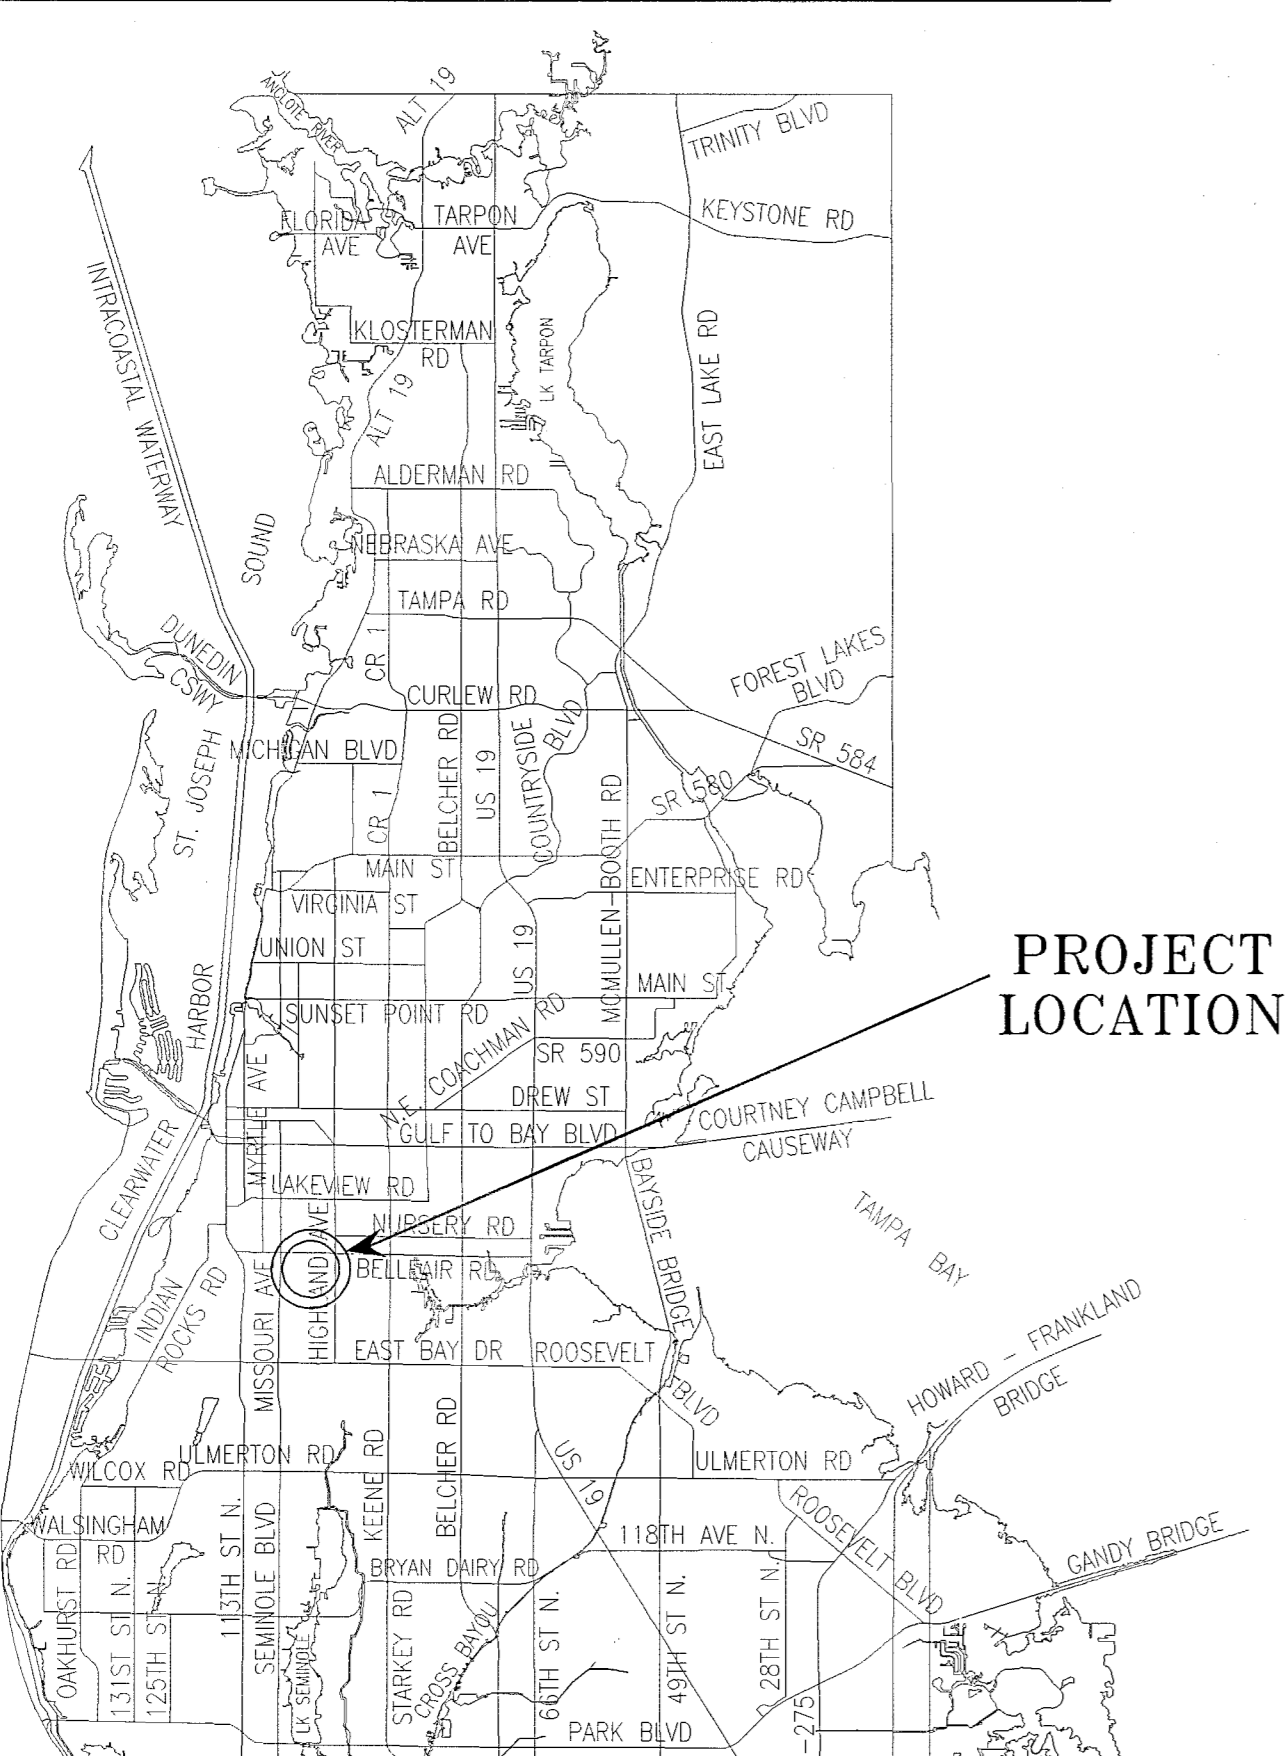 ANCLOTE RIVER
ALT 19
TRINITY BLVD
FLORIDA
AVE
TARPON
AVE
KEYSTONE RD
INTRACOASTAL WATERWAY
KLOSTERMAN
RD
LK TARPON
EAST LAKE RD
ALT 19
ALDERMAN RD
SOUND
NEBRASKA AVE
TAMPA RD
DUNEDIN
CSWY
CR 1
FOREST LAKES
BLVD
CURLEW RD
ST. JOSEPH
MICHIGAN BLVD
BELCHER RD
US 19
COUNTRYSIDE
BLVD
SR 584
CR 1
SR 580
MCMULLEN-BOOTH RD
MAIN ST
ENTERPRISE RD
VIRGINIA ST
UNION ST
US 19
PROJECT
LOCATION
HARBOR
MAIN ST
SUNSET POINT RD
N.E. COACHMAN RD
SR 590
MYRTLE AVE
DREW ST
COURTNEY CAMPBELL
CAUSEWAY
GULF TO BAY BLVD
CLEARWATER
LAKEVIEW RD
BAYSIDE BRIDGE
TAMPA BAY
NURSERY RD
HIGHLAND AVE
BELLEAIR RD
INDIAN
ROCKS RD
MISSOURI AVE
EAST BAY DR
ROOSEVELT
BLVD
HOWARD - FRANKLAND
BRIDGE
ULMERTON RD
WILCOX RD
KEENE RD
BELCHER RD
US 19
ULMERTON RD
WALSINGHAM
RD
113TH ST N.
SEMINOLE BLVD
118TH AVE N.
ROOSEVELT BLVD
GANDY BRIDGE
BRYAN DAIRY RD
OAKHURST RD
131ST ST N.
125TH ST N
LK SEMINOLE
STARKEY RD
CROSS BAYOU
66TH ST N.
49TH ST N.
28TH ST N.
-275
PARK BLVD